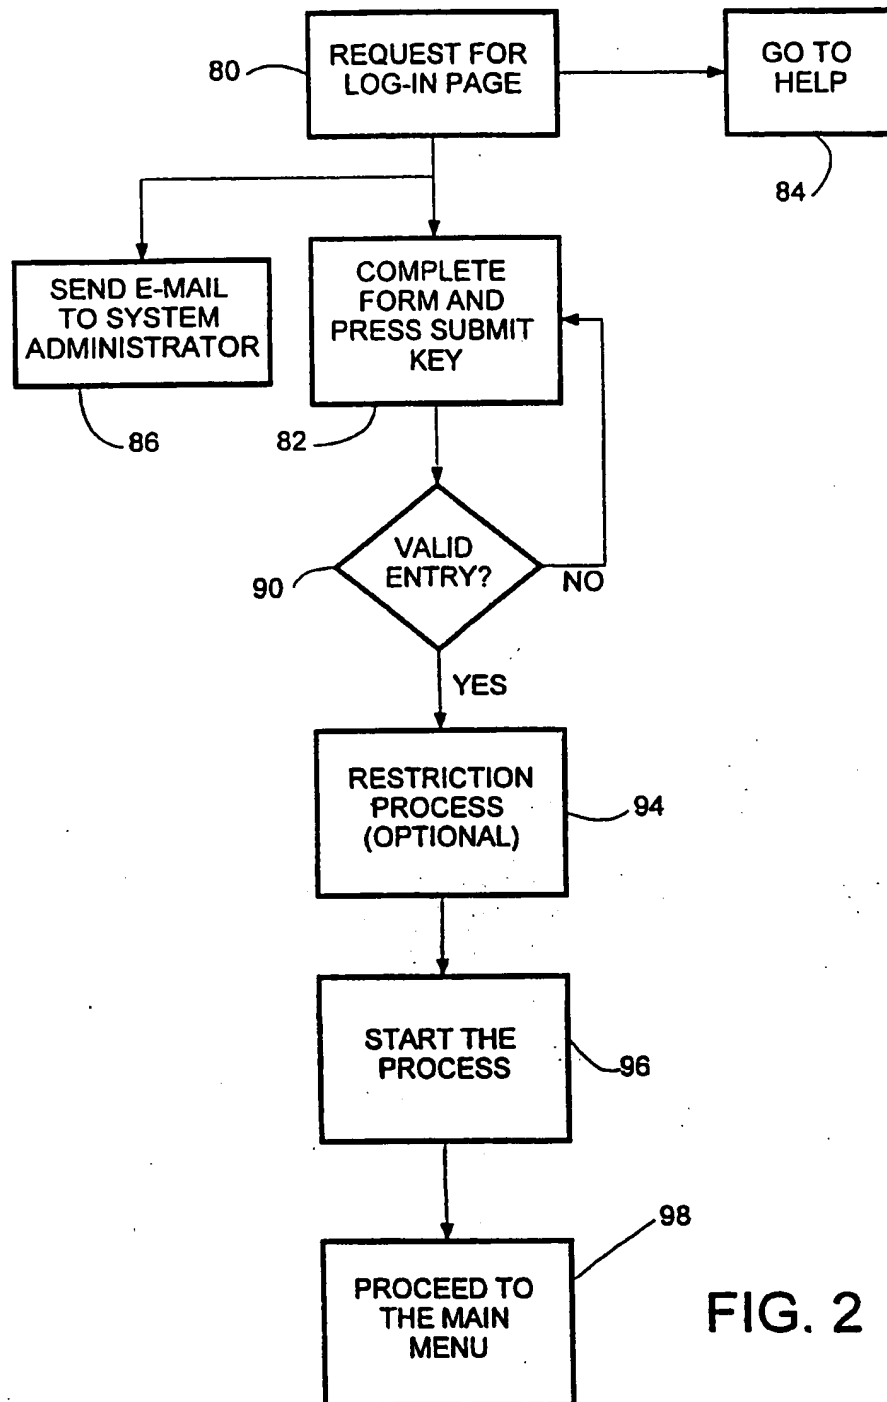 80
REQUEST FOR
LOG-IN PAGE
GO TO
HELP
84
SEND E-MAIL
TO SYSTEM
ADMINISTRATOR
86
COMPLETE
FORM AND
PRESS SUBMIT
KEY
82
VALID
ENTRY?
90
NO
YES
RESTRICTION
PROCESS
(OPTIONAL)
94
START THE
PROCESS
96
98
PROCEED TO
THE MAIN
MENU
FIG. 2